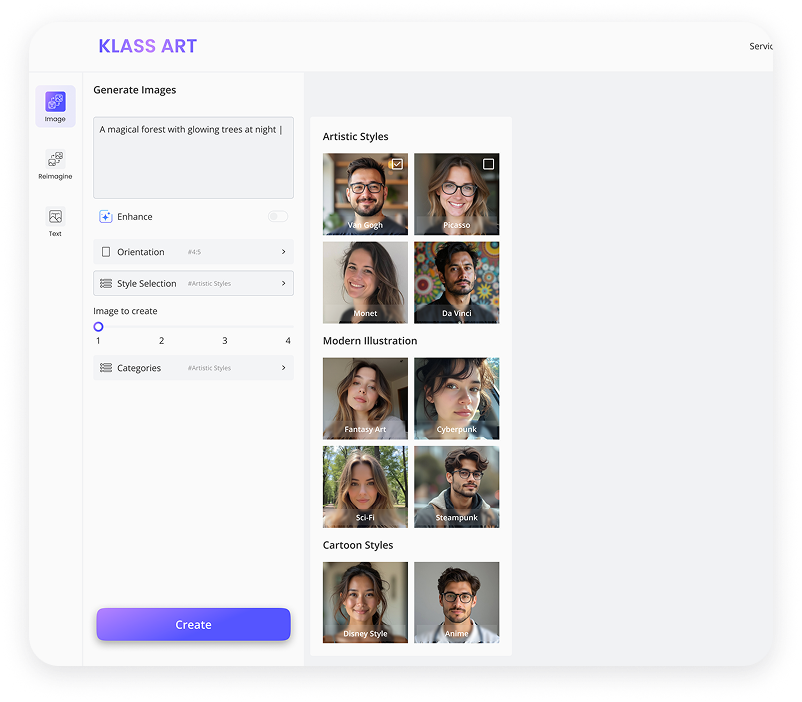 KLASS ART
Servic
Image
Reimagine
Text
Generate Images
A magical forest with glowing trees at night |
Enhance
Orientation #4:5
Style Selection #Artistic Styles
Image to create
1 2 3 4
Categories #Artistic Styles
Create
Artistic Styles
Van Gogh Picasso
Monet Da Vinci
Modern Illustration
Fantasy Art Cyberpunk
Sci-Fi Steampunk
Cartoon Styles
Disney Style Anime